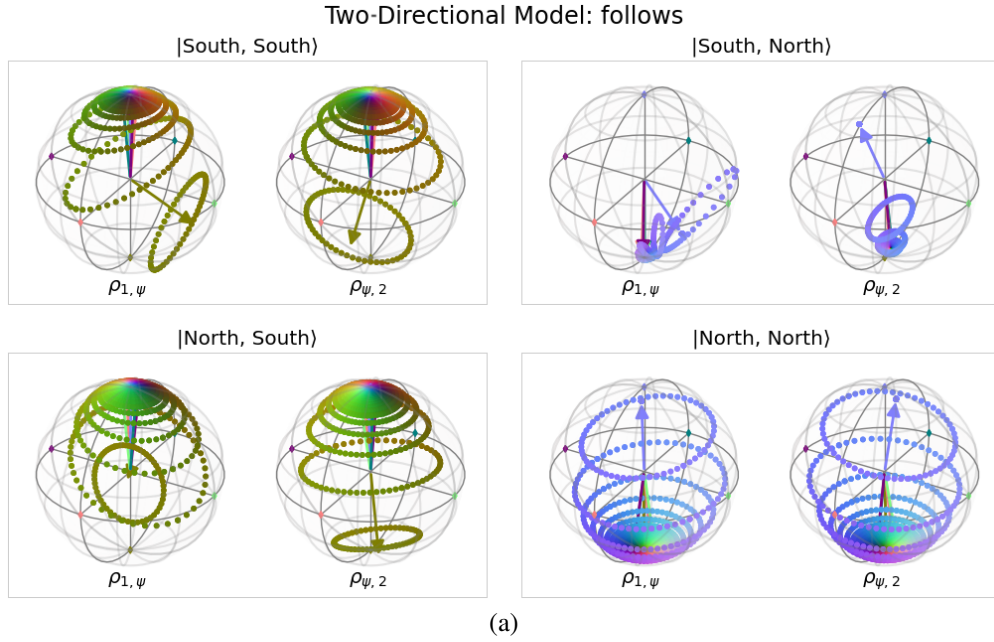 Two-Directional Model: follows
|South, South⟩
|South, North⟩
ρ1, ψ
ρψ, 2
ρ1, ψ
ρψ, 2
|North, South⟩
|North, North⟩
ρ1, ψ
ρψ, 2
ρ1, ψ
ρψ, 2
(a)